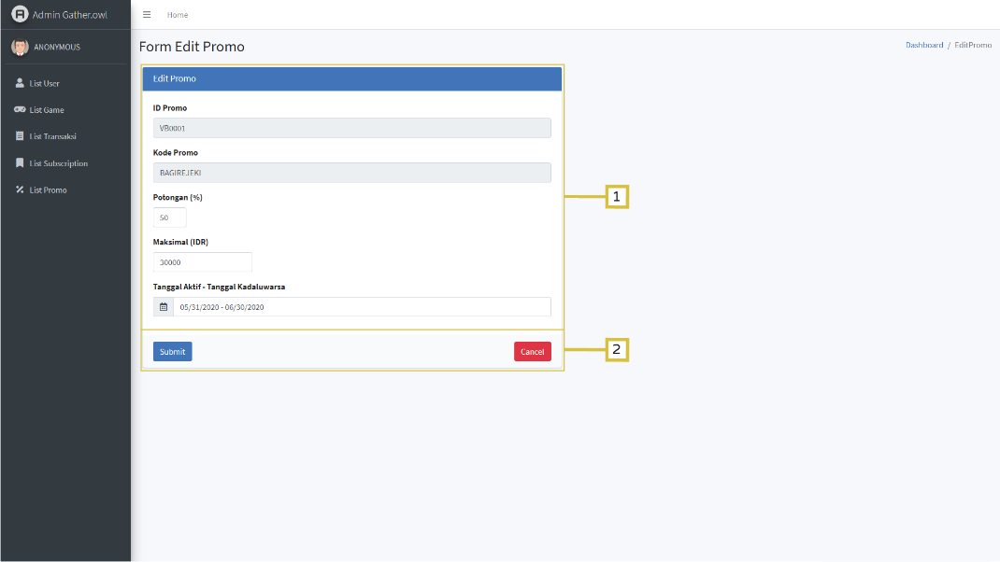 Admin Gather.owl
Home
ANONYMOUS
List User
List Game
List Transaksi
List Subscription
List Promo
Form Edit Promo
Dashboard / EditPromo
Edit Promo
ID Promo
VB0001
Kode Promo
BAGIREJEKI
Potongan (%)
50
Maksimal (IDR)
30000
Tanggal Aktif - Tanggal Kadaluwarsa
05/31/2020 - 06/30/2020
Submit
Cancel
1
2